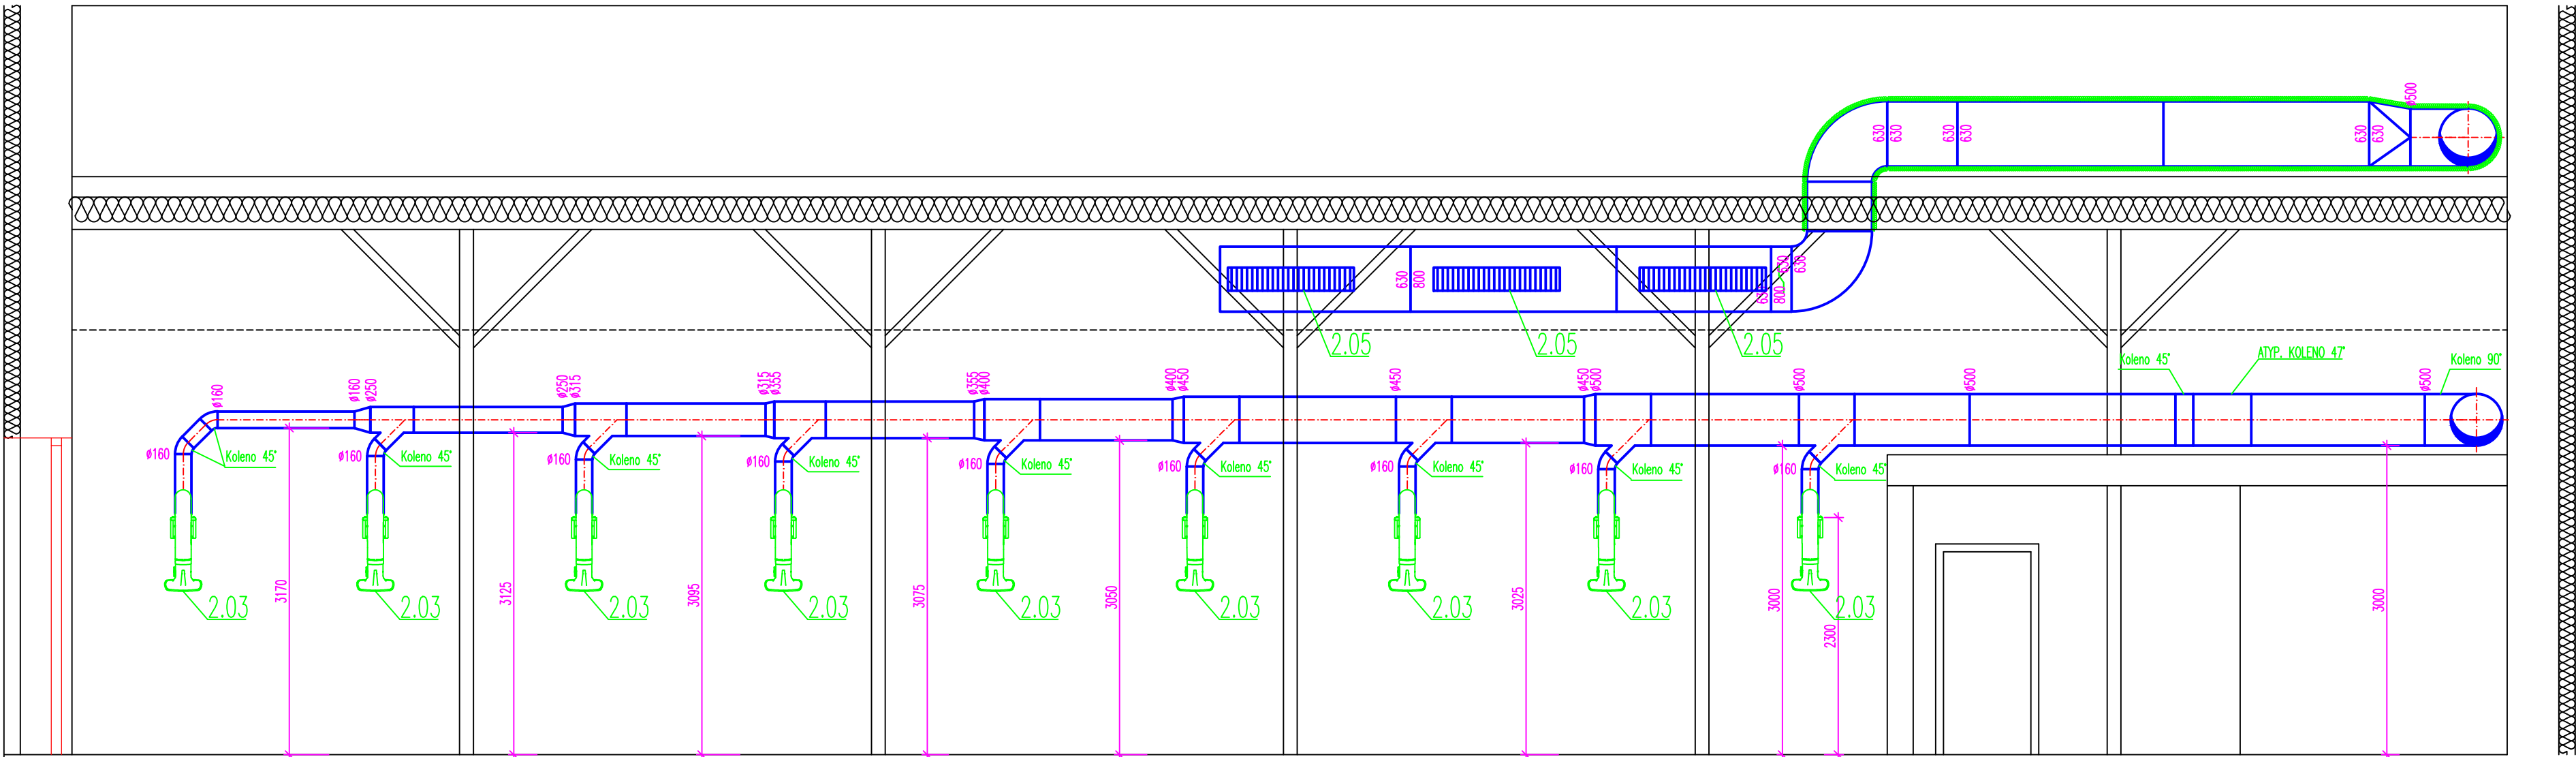 ø500
630
630
630
630
630
630
630
800
630
630
630
800
2.05
2.05
2.05
Koleno 45°
ATYP. KOLENO 47°
Koleno 90°
ø160
ø160
ø250
ø250
ø315
ø315
ø355
ø355
ø400
ø400
ø450
ø450
ø450
ø500
ø500
ø500
ø500
ø160
Koleno 45°
ø160
Koleno 45°
ø160
Koleno 45°
ø160
Koleno 45°
ø160
Koleno 45°
ø160
Koleno 45°
ø160
Koleno 45°
ø160
Koleno 45°
ø160
Koleno 45°
3170
3125
3095
3075
3050
3025
3000
2300
3000
2.03
2.03
2.03
2.03
2.03
2.03
2.03
2.03
2.03